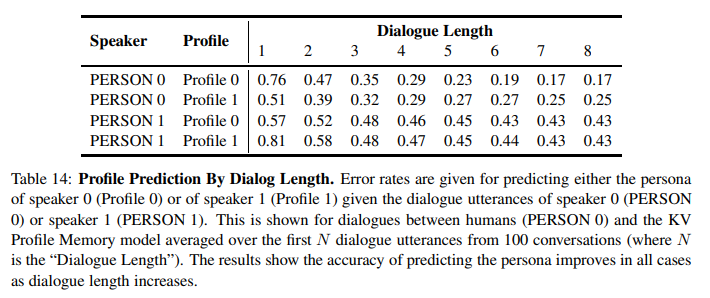 Speaker Profile Dialogue Length
1 2 3 4 5 6 7 8
PERSON 0 Profile 0 0.76 0.47 0.35 0.29 0.23 0.19 0.17 0.17
PERSON 0 Profile 1 0.51 0.39 0.32 0.29 0.27 0.27 0.25 0.25
PERSON 1 Profile 0 0.57 0.52 0.48 0.46 0.45 0.43 0.43 0.43
PERSON 1 Profile 1 0.81 0.58 0.48 0.47 0.45 0.44 0.43 0.43
Table 14: Profile Prediction By Dialog Length. Error rates are given for predicting either the persona
of speaker 0 (Profile 0) or of speaker 1 (Profile 1) given the dialogue utterances of speaker 0 (PERSON
0) or speaker 1 (PERSON 1). This is shown for dialogues between humans (PERSON 0) and the KV
Profile Memory model averaged over the first N dialogue utterances from 100 conversations (where N
is the “Dialogue Length”). The results show the accuracy of predicting the persona improves in all cases
as dialogue length increases.